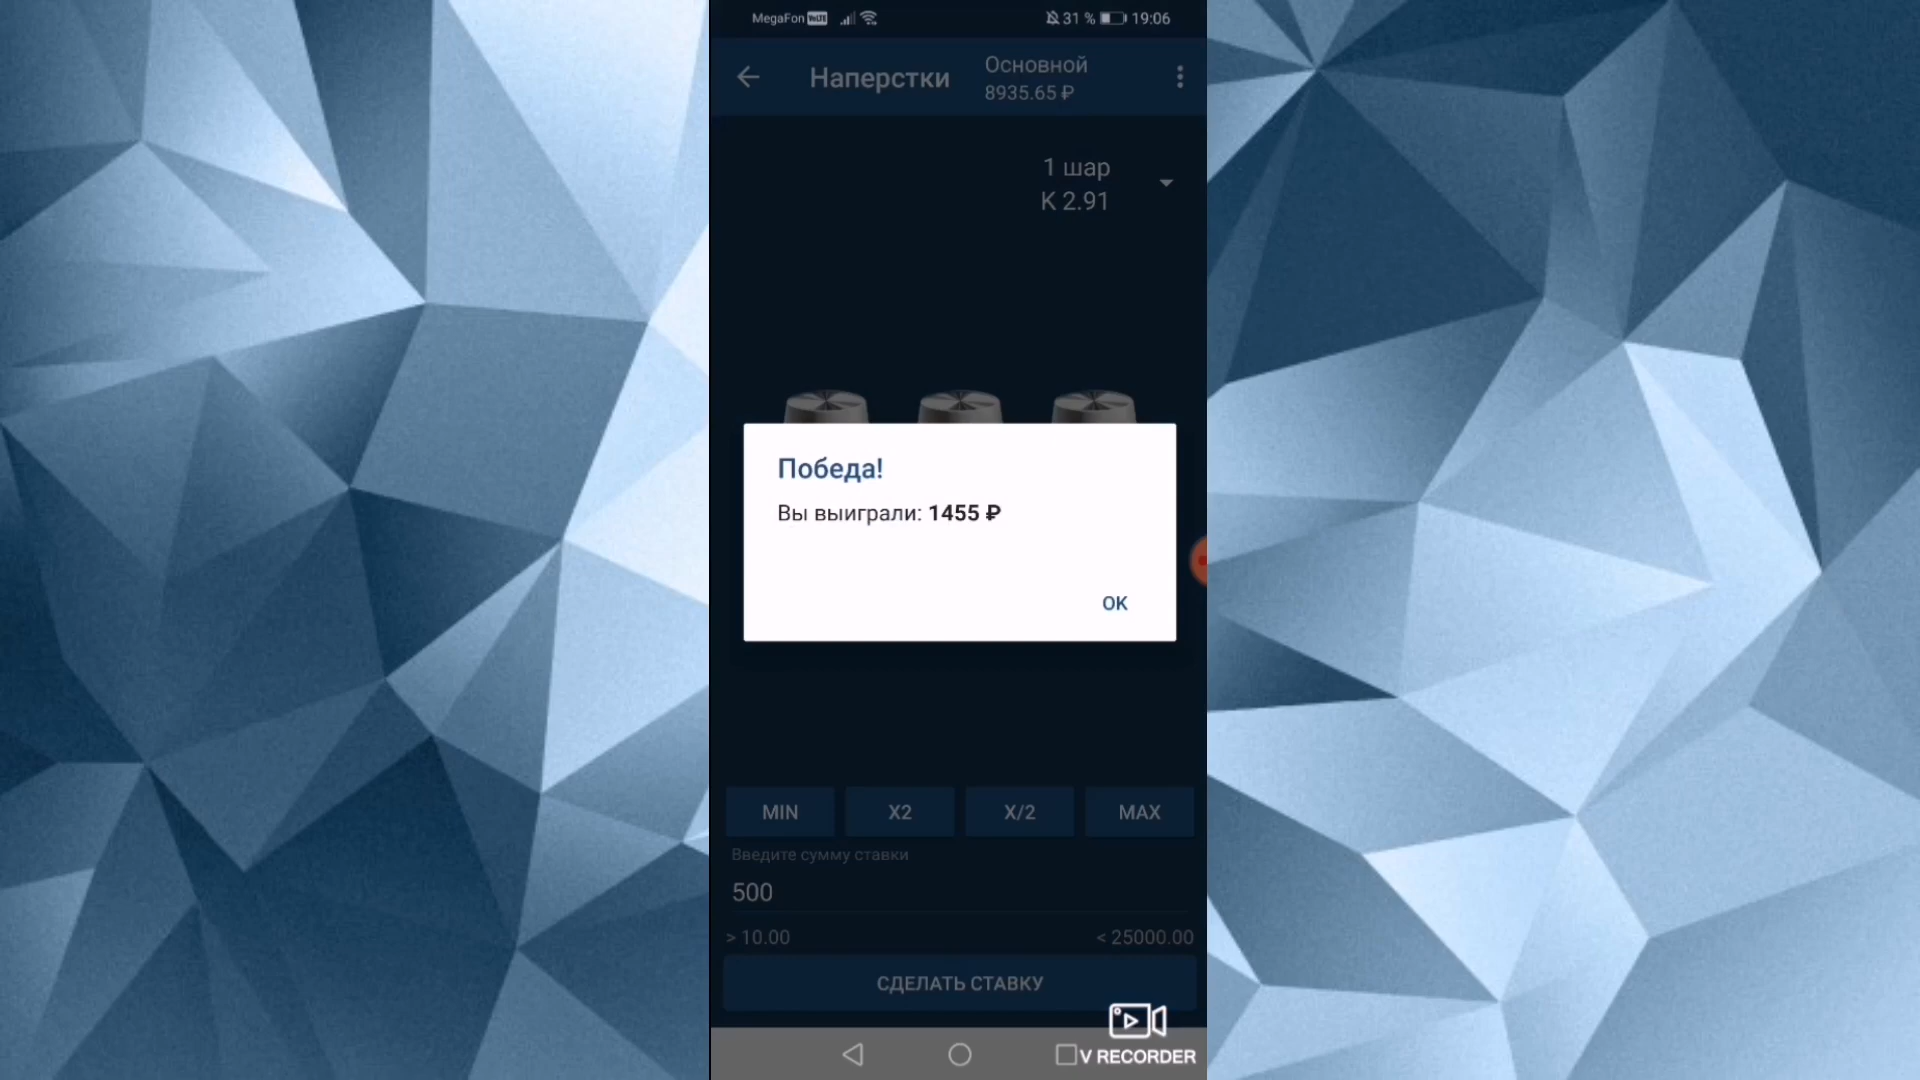 MegaFon VoLTE 31 % 19:06
Наперстки
Основной
8935.65 ₽
1 шар
К 2.91
Победа!
Вы выиграли: 1455 ₽
OK
MIN X2 X/2 MAX
Введите сумму ставки
500
> 10.00 < 25000.00
СДЕЛАТЬ СТАВКУ
V RECORDER